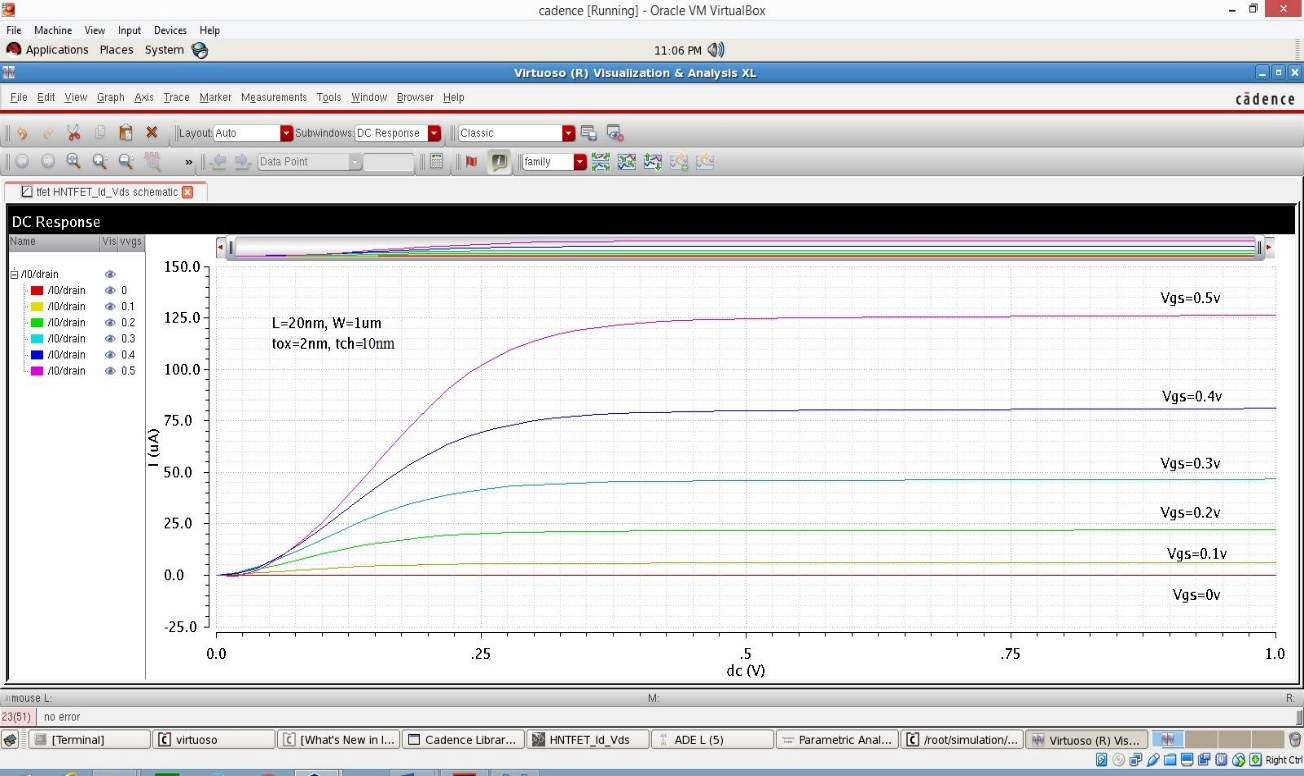 cadence [Running] - Oracle VM VirtualBox
File Machine View Input Devices Help
Applications Places System 11:06 PM
Virtuoso (R) Visualization & Analysis XL
File Edit View Graph Axis Trace Marker Measurements Tools Window Browser Help
cādence
Layout: Auto Subwindows: DC Response Classic
» Data Point family
tfet HNTFET_Id_Vds schematic
DC Response
Name Vis vvgs
/I0/drain
/I0/drain 0
/I0/drain 0.1
/I0/drain 0.2
/I0/drain 0.3
/I0/drain 0.4
/I0/drain 0.5
I (uA)
150.0
125.0
100.0
75.0
50.0
25.0
0.0
-25.0
L=20nm, W=1um
tox=2nm, tch=10nm
Vgs=0.5v
Vgs=0.4v
Vgs=0.3v
Vgs=0.2v
Vgs=0.1v
Vgs=0v
0.0 .25 .5 .75 1.0
dc (V)
mouse L: M: R:
23(51) no error
[Terminal] virtuoso [What's New in I... Cadence Librar... HNTFET_Id_Vds ADE L (5) Parametric Anal... /root/simulation/... Virtuoso (R) Vis...
Right Ctrl